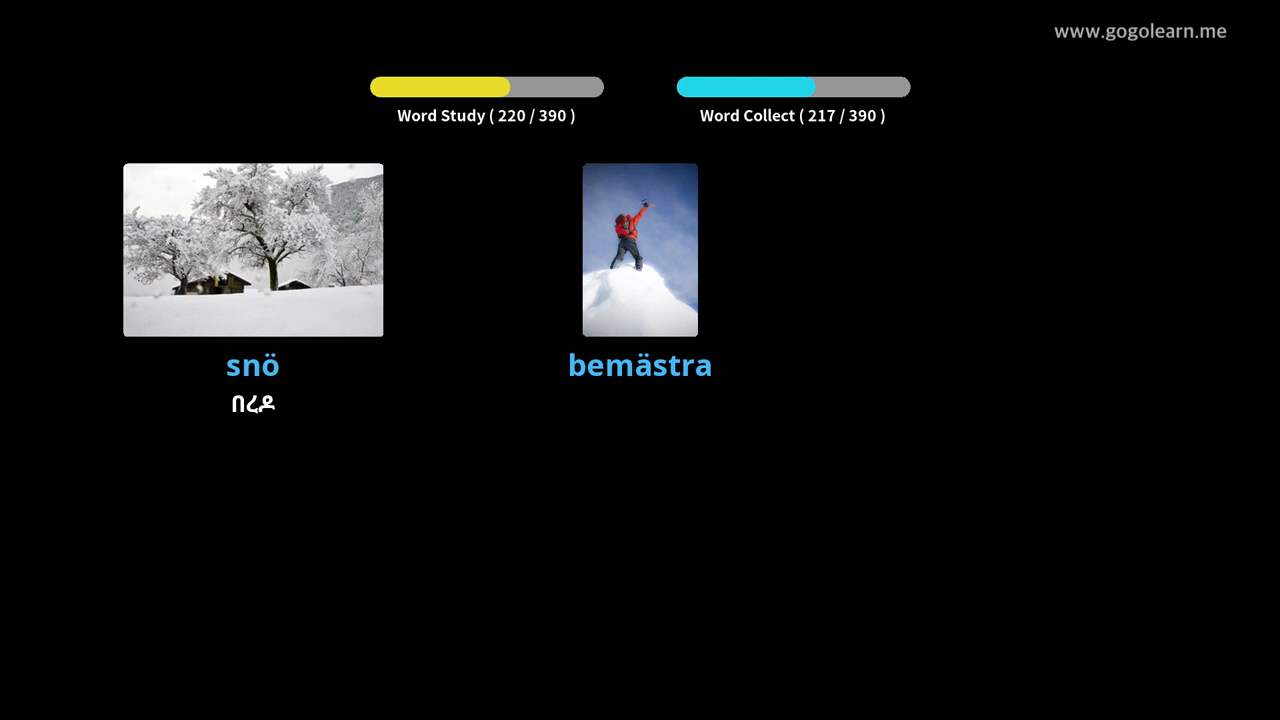 www.gogolearn.me
Word Study ( 220 / 390 )
Word Collect ( 217 / 390 )
snö
bemästra
በረዶ